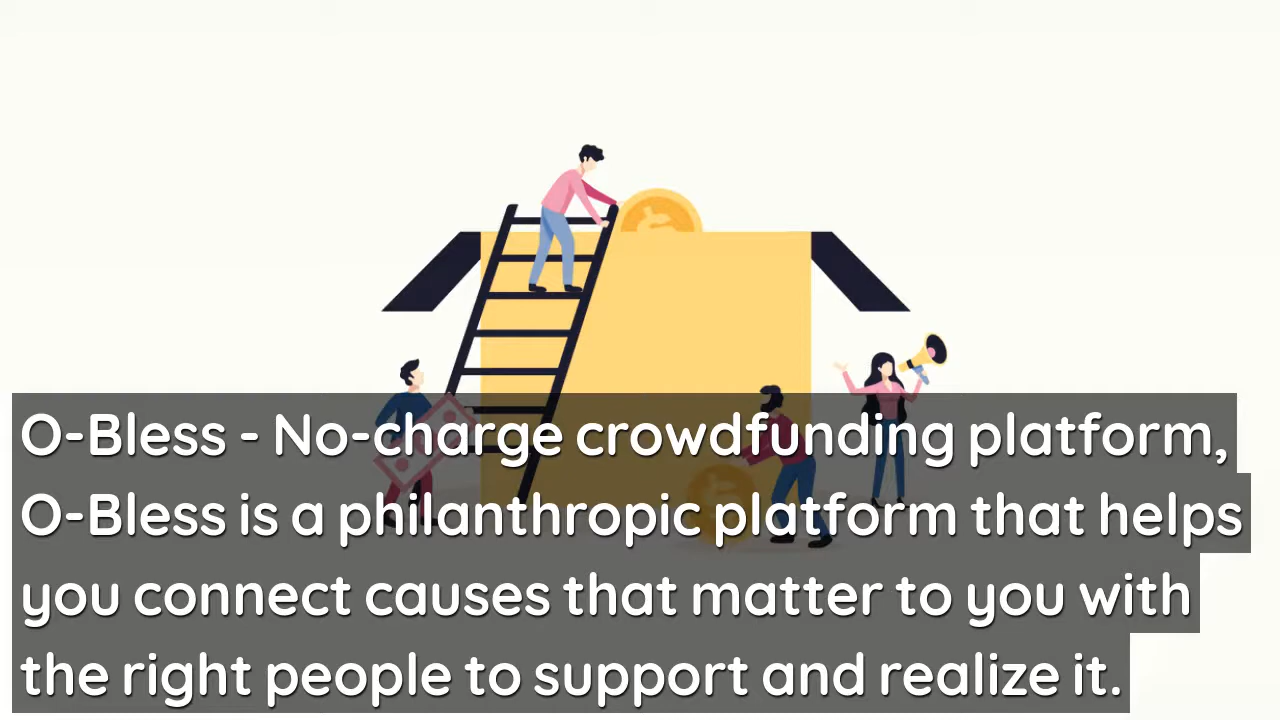 O-Bless - No-charge crowdfunding platform,
O-Bless is a philanthropic platform that helps
you connect causes that matter to you with
the right people to support and realize it.